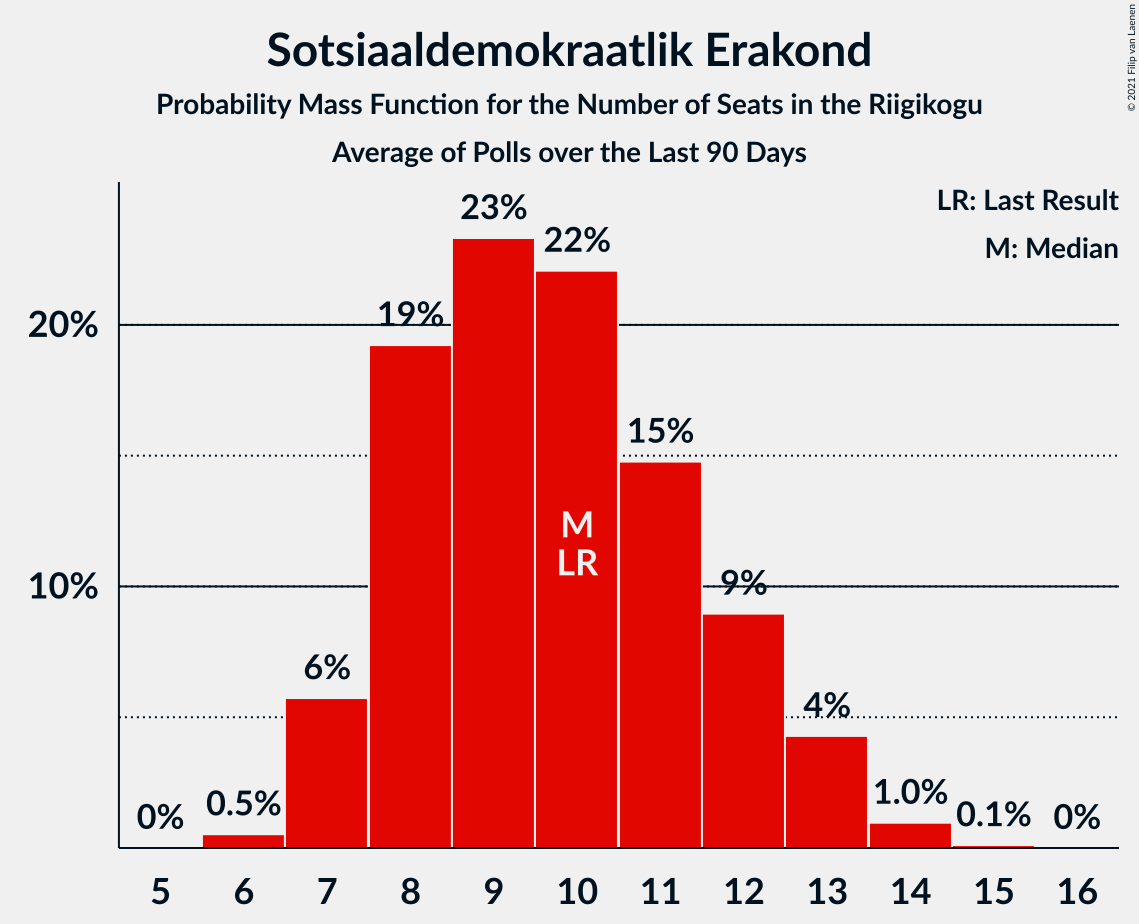 Sotsiaaldemokraatlik Erakond
Probability Mass Function for the Number of Seats in the Riigikogu
Average of Polls over the Last 90 Days
© 2021 Filip van Laenen
LR: Last Result
M: Median
20%
10%
0%
0.5%
6%
19%
23%
22%
15%
9%
4%
1.0%
0.1%
0%
M
LR
5 6 7 8 9 10 11 12 13 14 15 16